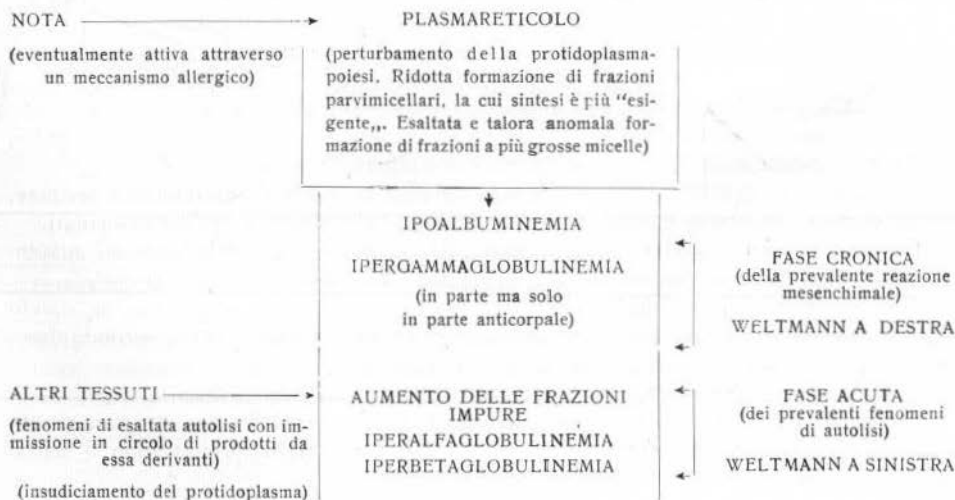 NOTA
PLASMARETICOLO
(eventualmente attiva attraverso
un meccanismo allergico)
(perturbamento della protidoplasma-
poiesi. Ridotta formazione di frazioni
parvimicellari, la cui sintesi è più “esi-
gente„. Esaltata e talora anomala for-
mazione di frazioni a più grosse micelle)
IPOALBUMINEMIA
IPERGAMMAGLOBULINEMIA
(in parte ma solo
in parte anticorpale)
FASE CRONICA
(della prevalente reazione
mesenchimale)
WELTMANN A DESTRA
ALTRI TESSUTI
(fenomeni di esaltata autolisi con im-
missione in circolo di prodotti da
essa derivanti)
(insudiciamento del protidoplasma)
AUMENTO DELLE FRAZIONI
IMPURE
IPERALFAGLOBULINEMIA
IPERBETAGLOBULINEMIA
FASE ACUTA
(dei prevalenti fenomeni
di autolisi)
WELTMANN A SINISTRA